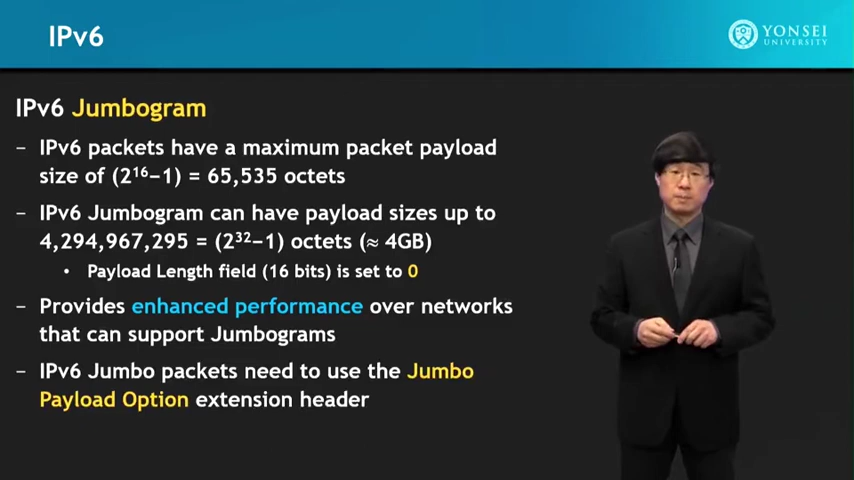 IPv6
YONSEI
UNIVERSITY
IPv6 Jumbogram
– IPv6 packets have a maximum packet payload
size of (2¹⁶–1) = 65,535 octets
– IPv6 Jumbogram can have payload sizes up to
4,294,967,295 = (2³²–1) octets (≈ 4GB)
• Payload Length field (16 bits) is set to 0
– Provides enhanced performance over networks
that can support Jumbograms
– IPv6 Jumbo packets need to use the Jumbo
Payload Option extension header